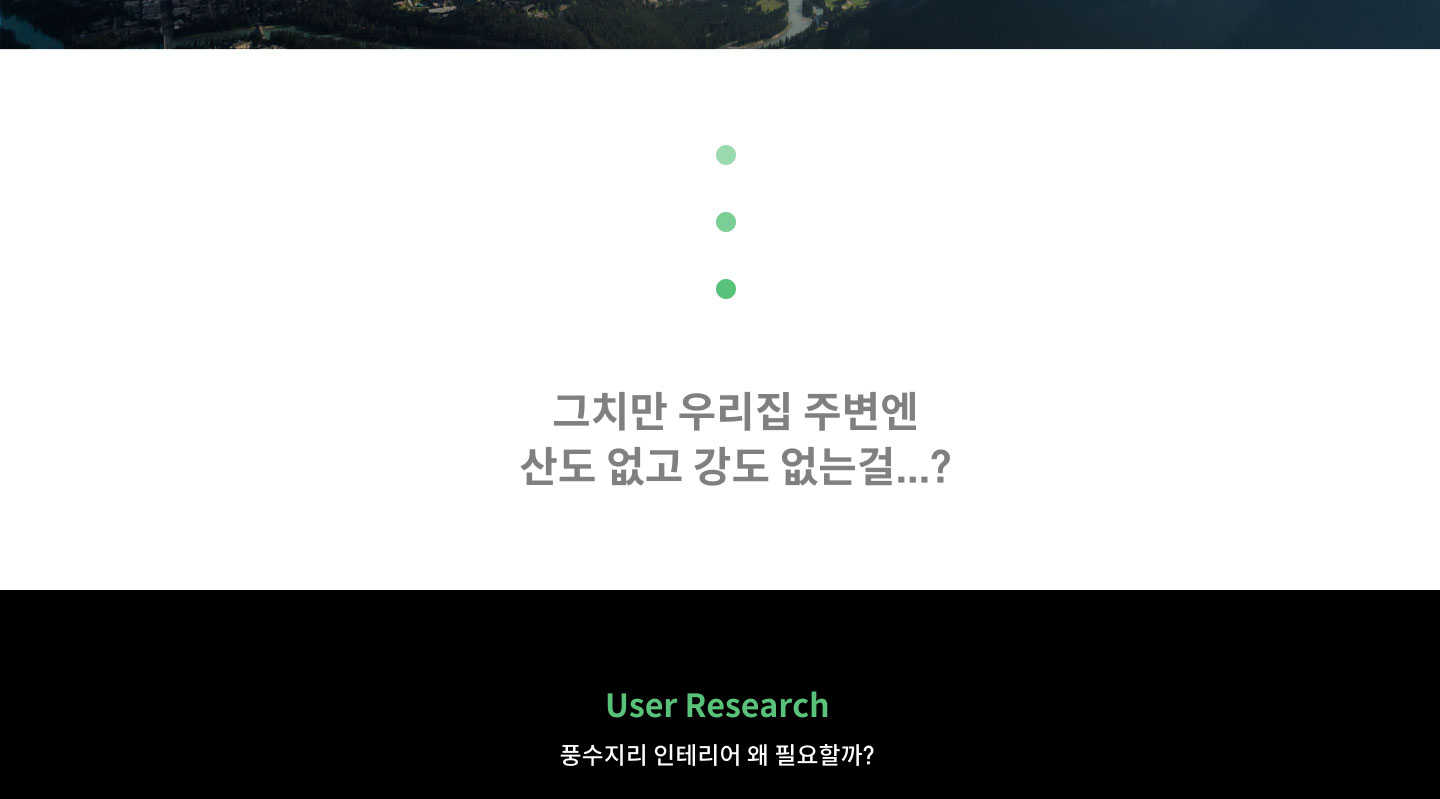 그치만 우리집 주변엔
산도 없고 강도 없는걸...?
User Research
풍수지리 인테리어 왜 필요할까?